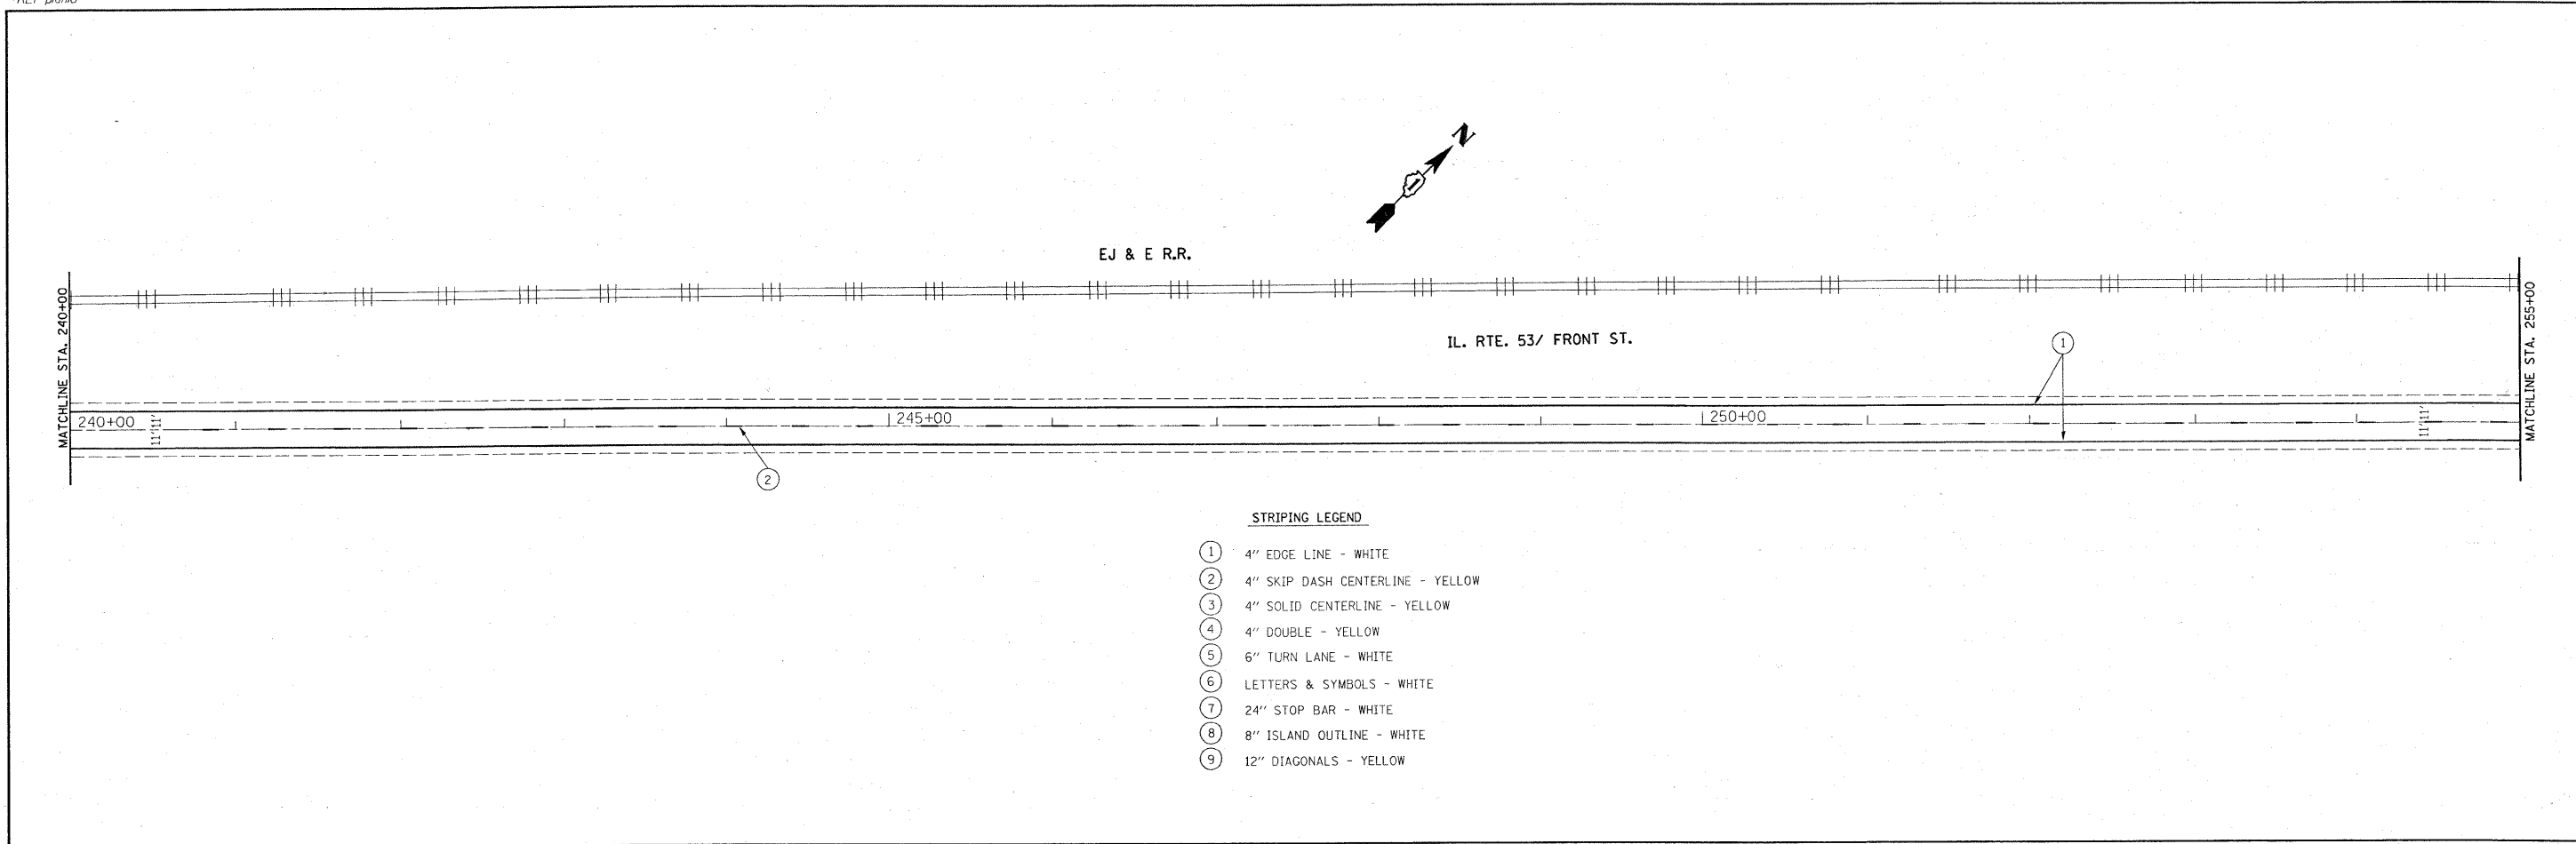 N
EJ & E R.R.
IL. RTE. 53/ FRONT ST.
MATCHLINE STA. 240+00
MATCHLINE STA. 255+00
1
240+00
11'
11'
245+00
250+00
11'
11'
2
STRIPING LEGEND
1 4" EDGE LINE - WHITE
2 4" SKIP DASH CENTERLINE - YELLOW
3 4" SOLID CENTERLINE - YELLOW
4 4" DOUBLE - YELLOW
5 6" TURN LANE - WHITE
6 LETTERS & SYMBOLS - WHITE
7 24" STOP BAR - WHITE
8 8" ISLAND OUTLINE - WHITE
9 12" DIAGONALS - YELLOW